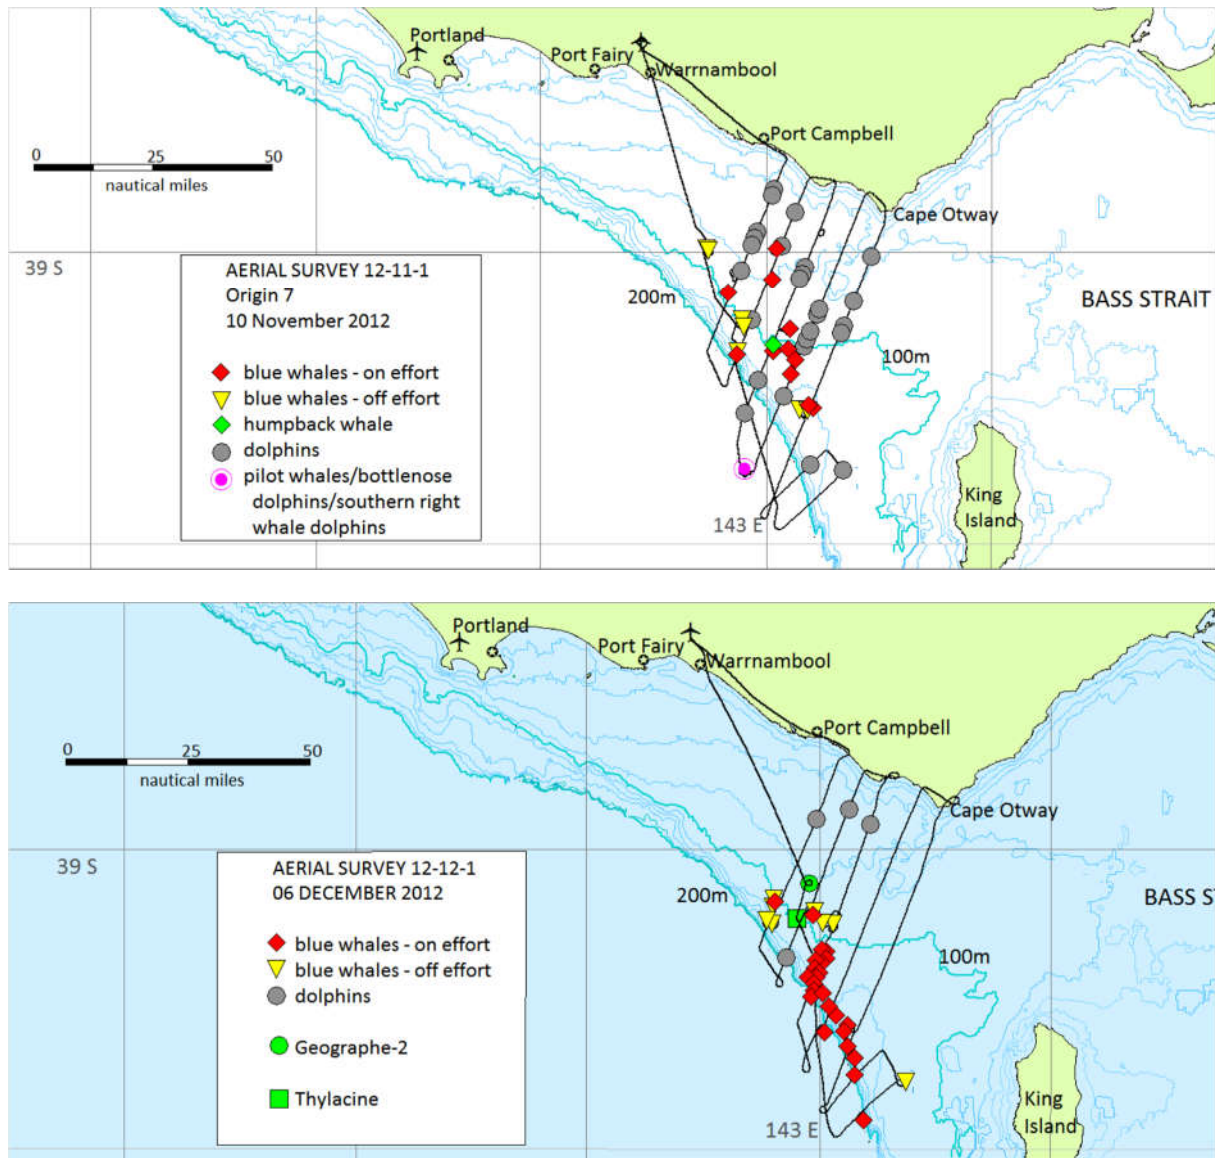 Portland
Port Fairy
Warrnambool
Port Campbell
Cape Otway
0 25 50
nautical miles
39 S
AERIAL SURVEY 12-11-1
Origin 7
10 November 2012
blue whales - on effort
blue whales - off effort
humpback whale
dolphins
pilot whales/bottlenose
dolphins/southern right
whale dolphins
200m
BASS STRAIT
100m
King
Island
143 E
Portland
Port Fairy
Warrnambool
Port Campbell
Cape Otway
0 25 50
nautical miles
39 S
AERIAL SURVEY 12-12-1
06 DECEMBER 2012
blue whales - on effort
blue whales - off effort
dolphins
Geographe-2
Thylacine
200m
BASS S
100m
King
Island
143 E